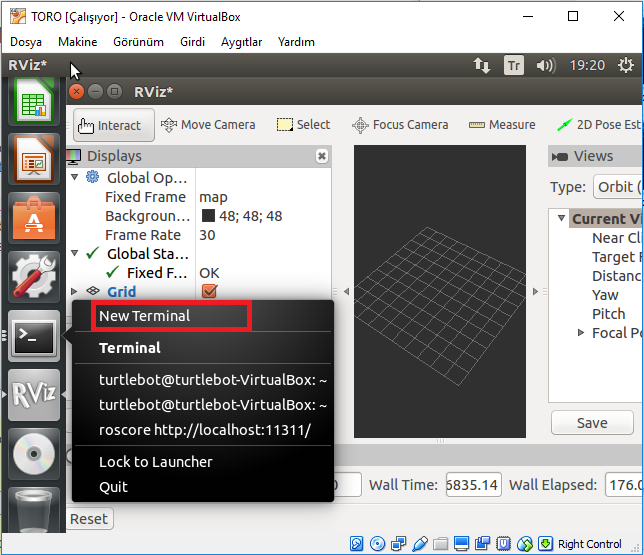 TORO [Çalışıyor] - Oracle VM VirtualBox
Dosya Makine Görünüm Girdi Aygıtlar Yardım
RViz* Tr 19:20
RViz*
Interact Move Camera Select Focus Camera Measure 2D Pose Est
Displays
Global Op...
Fixed Frame map
Backgroun... 48; 48; 48
Frame Rate 30
Global Sta...
Fixed F... OK
Grid
Views
Type: Orbit (
Current Vi
Near Cli
Target F
Distanc
Yaw
Pitch
Focal Po
Save
New Terminal
Terminal
turtlebot@turtlebot-VirtualBox: ~
turtlebot@turtlebot-VirtualBox: ~
roscore http://localhost:11311/
Lock to Launcher
Quit
RViz
Wall Time: 6835.14 Wall Elapsed: 176.0
Reset
Right Control